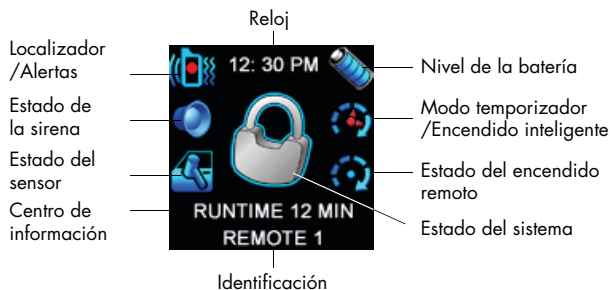 Reloj
Localizador
/Alertas
12: 30 PM
Nivel de la batería
Estado de
la sirena
Modo temporizador
/Encendido inteligente
Estado del
sensor
Estado del encendido
remoto
Centro de
información
RUNTIME 12 MIN
Estado del sistema
REMOTE 1
Identificación